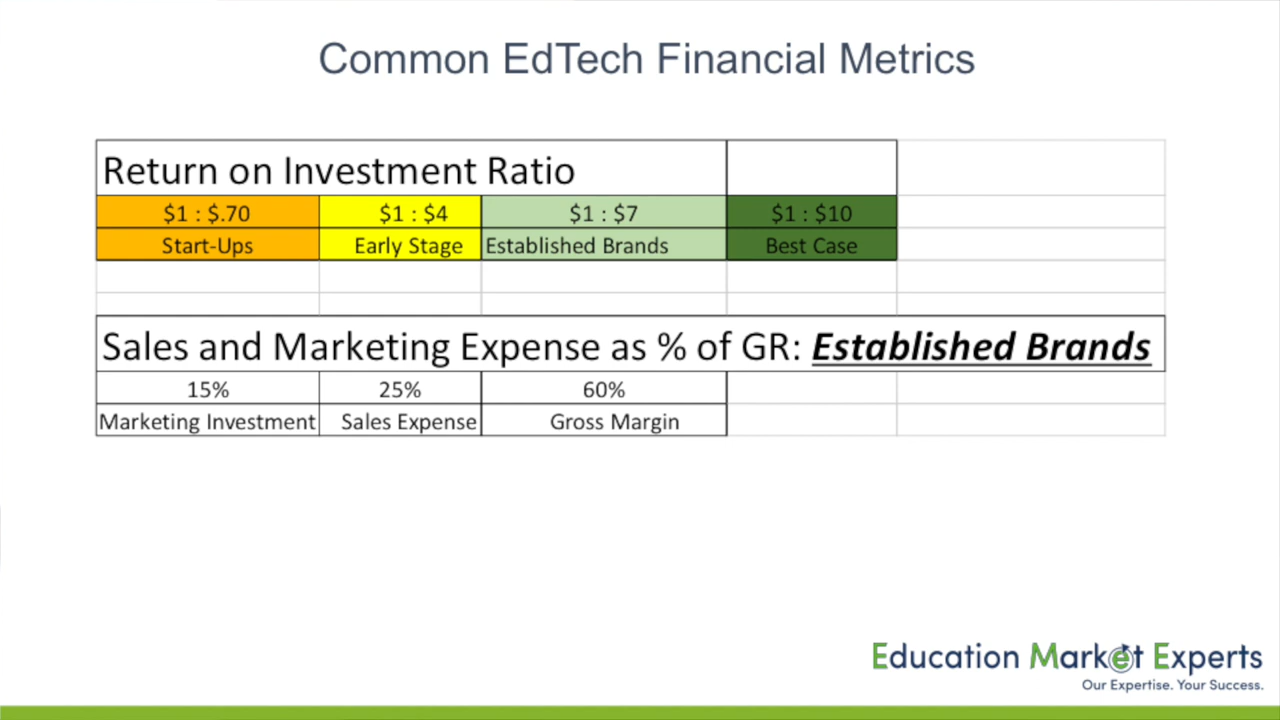 Common EdTech Financial Metrics
Return on Investment Ratio
$1 : $.70 $1 : $4 $1 : $7 $1 : $10
Start-Ups Early Stage Established Brands Best Case
Sales and Marketing Expense as % of GR: Established Brands
15% 25% 60%
Marketing Investment Sales Expense Gross Margin
Education Market Experts
Our Expertise. Your Success.